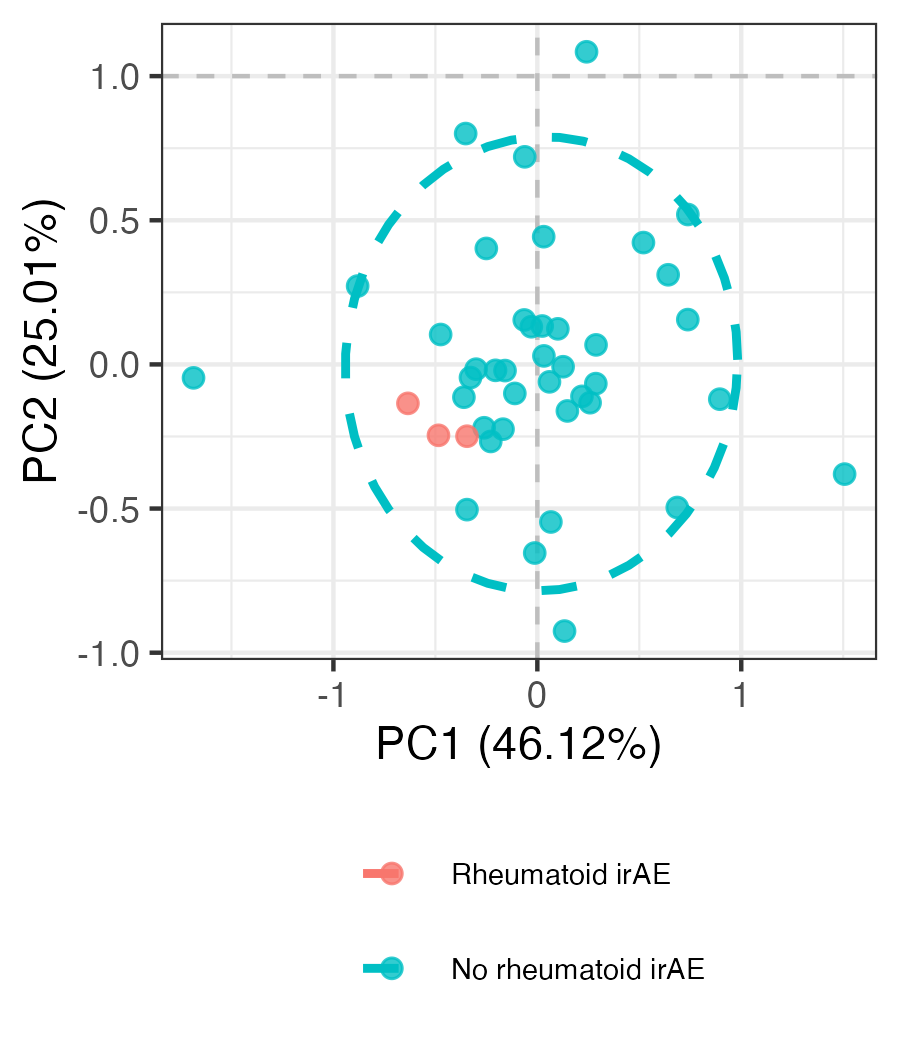 PC2 (25.01%)
1.0
0.5
0.0
-0.5
-1.0
-1
0
1
PC1 (46.12%)
Rheumatoid irAE
No rheumatoid irAE